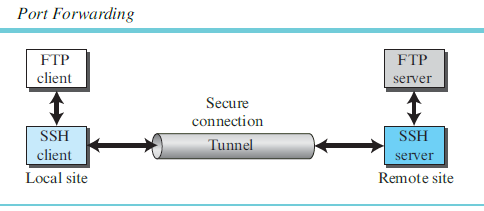 Port Forwarding
FTP
client
FTP
server
Secure
connection
SSH
client
Tunnel
SSH
server
Local site
Remote site